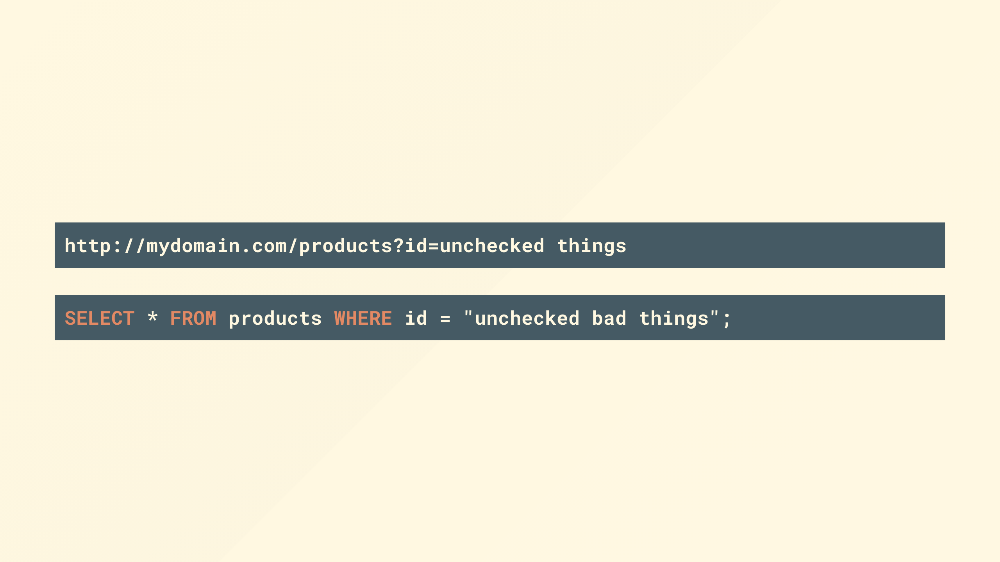 http://mydomain.com/products?id=unchecked things
SELECT * FROM products WHERE id = "unchecked bad things";